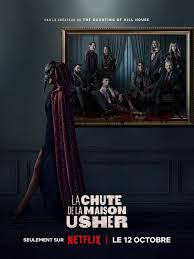 PAR LE CRÉATEUR DE THE HAUNTING OF HILL HOUSE
LA CHUTE
DE LA MAISON
USHER
SEULEMENT SUR NETFLIX | LE 12 OCTOBRE